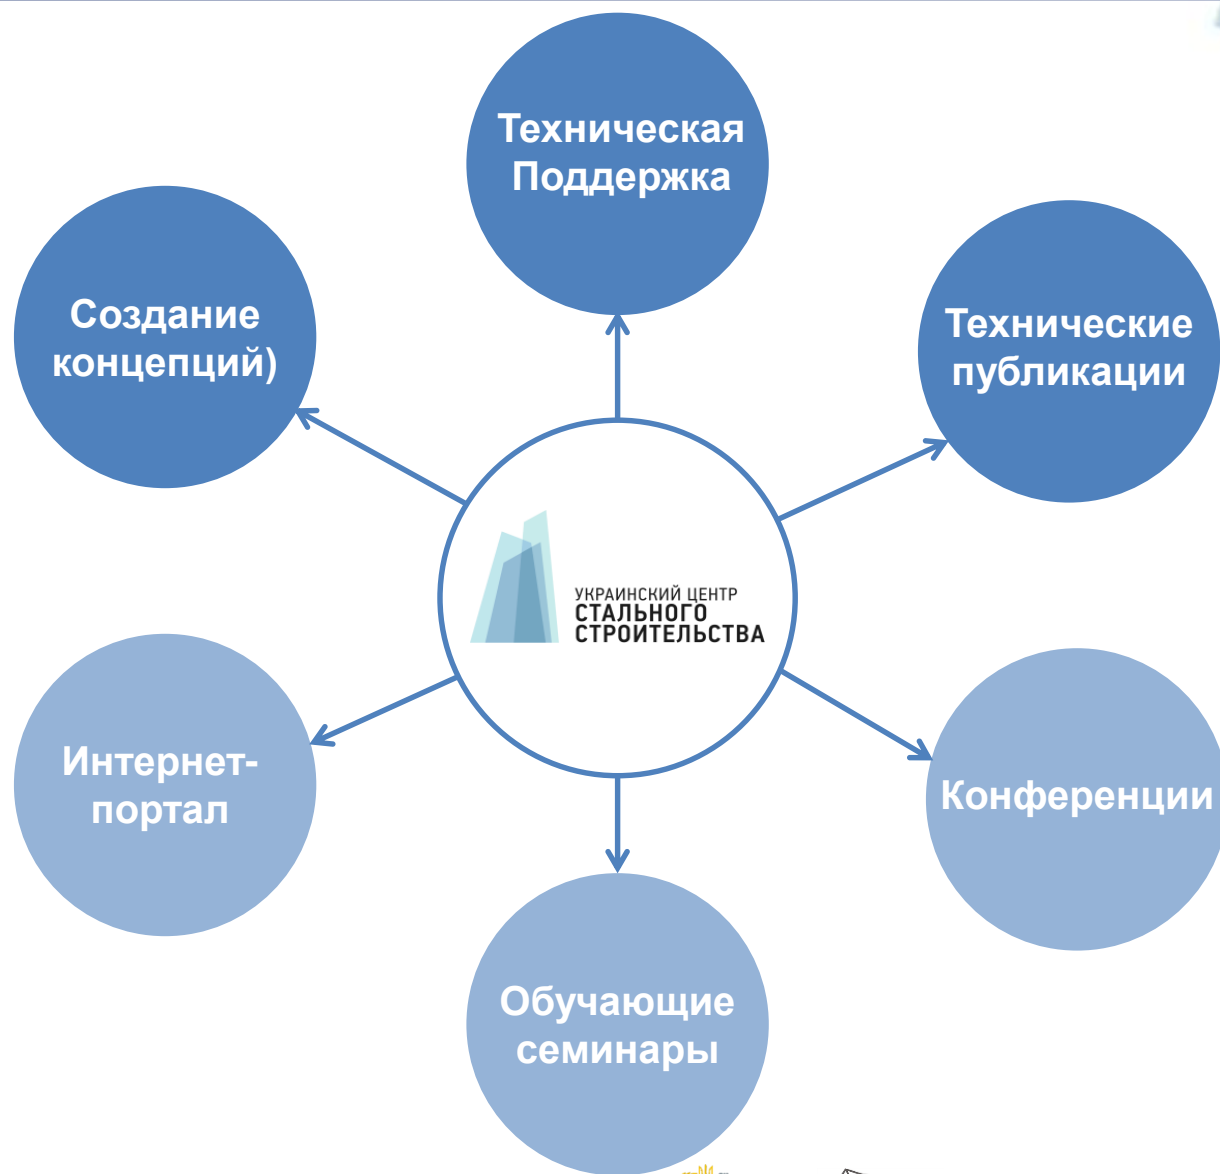 Техническая
Поддержка
Создание
концепций)
Технические
публикации
УКРАИНСКИЙ ЦЕНТР
СТАЛЬНОГО
СТРОИТЕЛЬСТВА
Интернет-
портал
Конференции
Обучающие
семинары